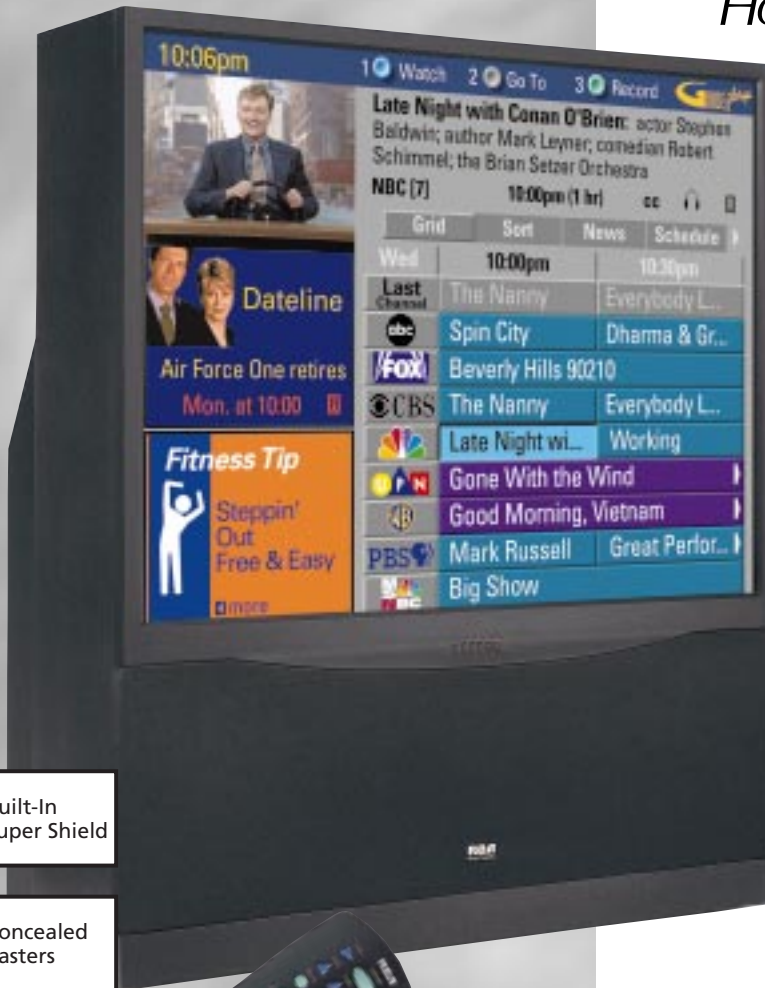 Ho
10:06pm
1 Watch 2 Go To 3 Record
Late Night with Conan O'Brien: actor Stephen
Baldwin; author Mark Leyner; comedian Robert
Schimmel; the Brian Setzer Orchestra
NBC [7] 10:00pm (1 hr) cc
Grid Sort News Schedule
Wed 10:00pm 10:30pm
Last
Channel The Nanny Everybody L...
abc Spin City Dharma & Gr...
FOX Beverly Hills 90210
CBS The Nanny Everybody L...
Late Night wi... Working
UPN Gone With the Wind
WB Good Morning, Vietnam
PBS Mark Russell Great Perfor...
Big Show
Dateline
Air Force One retires
Mon. at 10:00
Fitness Tip
Steppin'
Out
Free & Easy
more
RCA
uilt-In
uper Shield
oncealed
asters
RCA